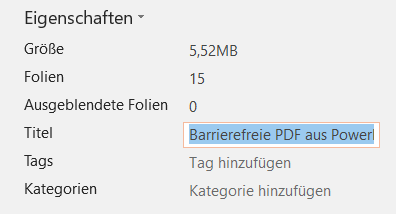 Eigenschaften
Größe 5,52MB
Folien 15
Ausgeblendete Folien 0
Titel Barrierefreie PDF aus
Tags Tag hinzufügen
Kategorien Kategorie hinzufügen